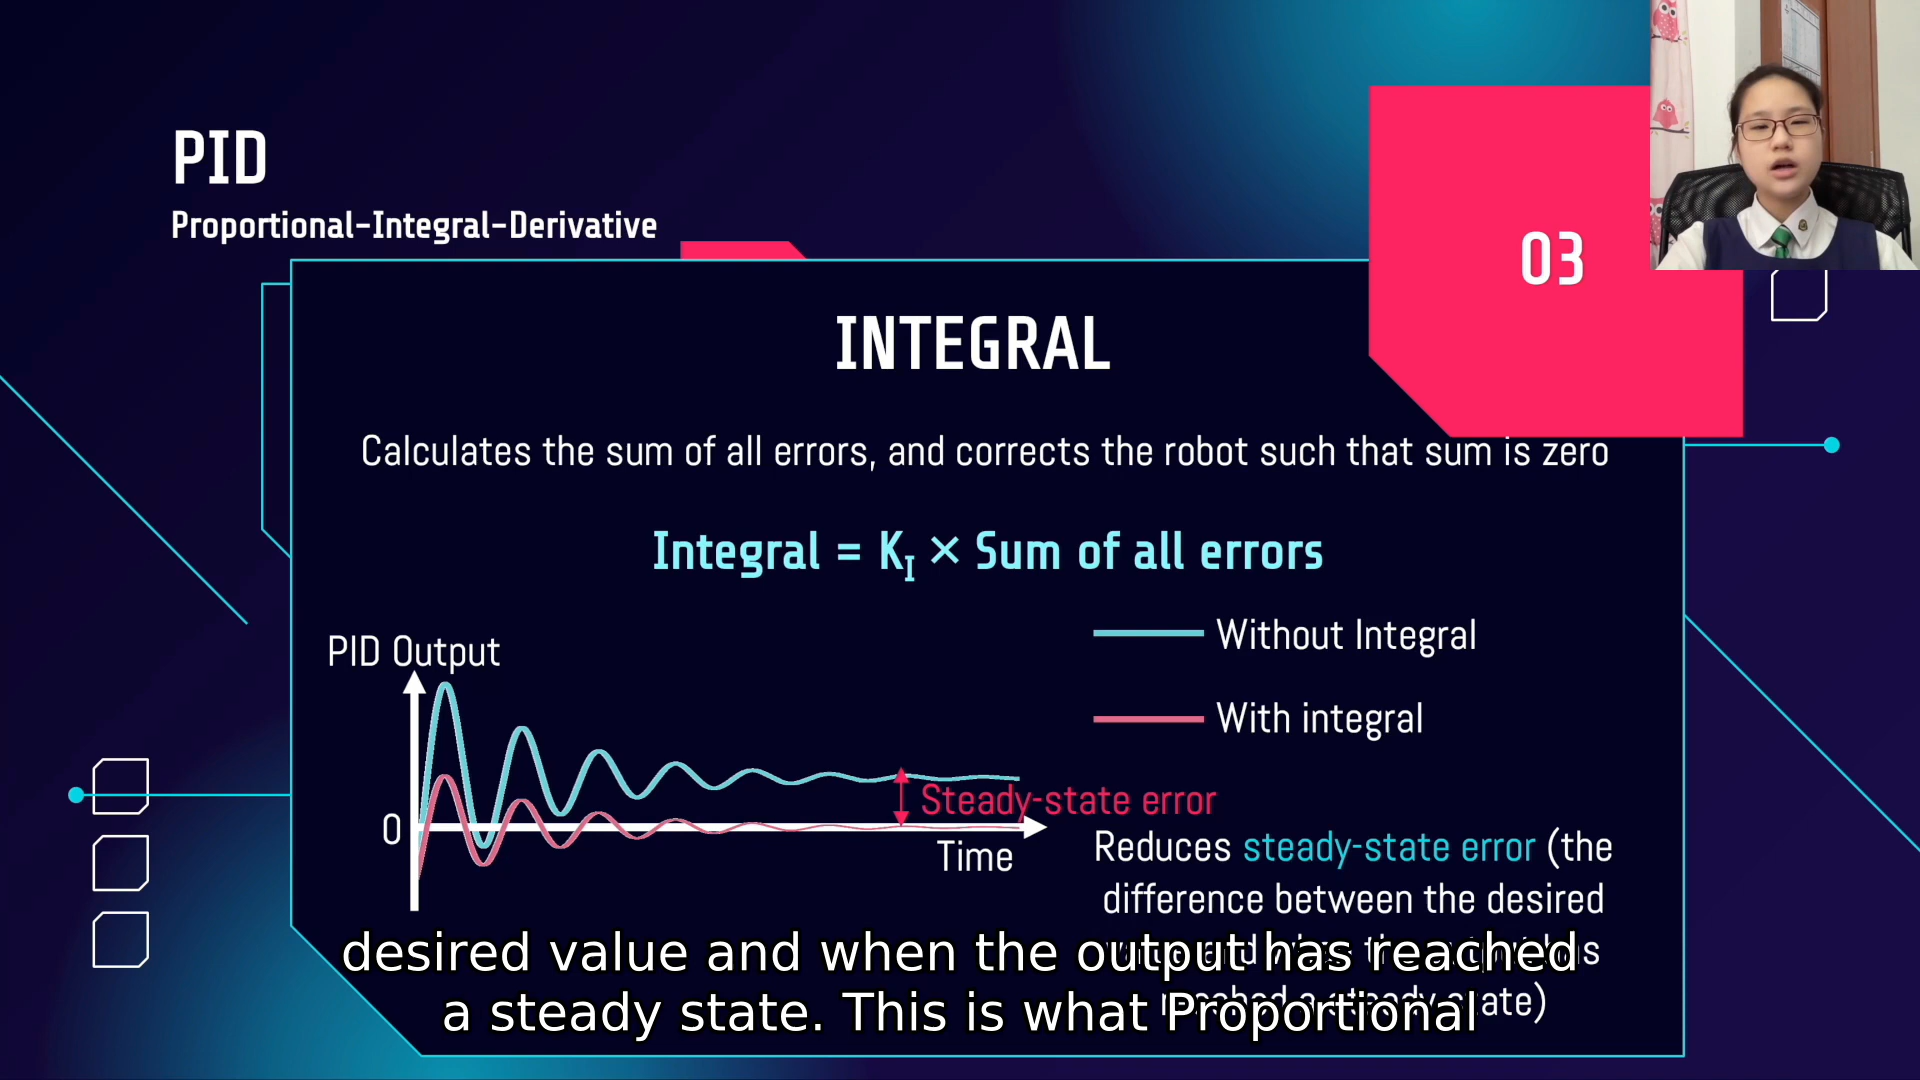 PID
Proportional-Integral-Derivative
03
INTEGRAL
Calculates the sum of all errors, and corrects the robot such that sum is zero
Integral = K_I × Sum of all errors
PID Output
Without Integral
With integral
Steady-state error
0
Time
Reduces steady-state error (the
difference between the desired
desired value and when the output has reached
a steady state. This is what Proportional